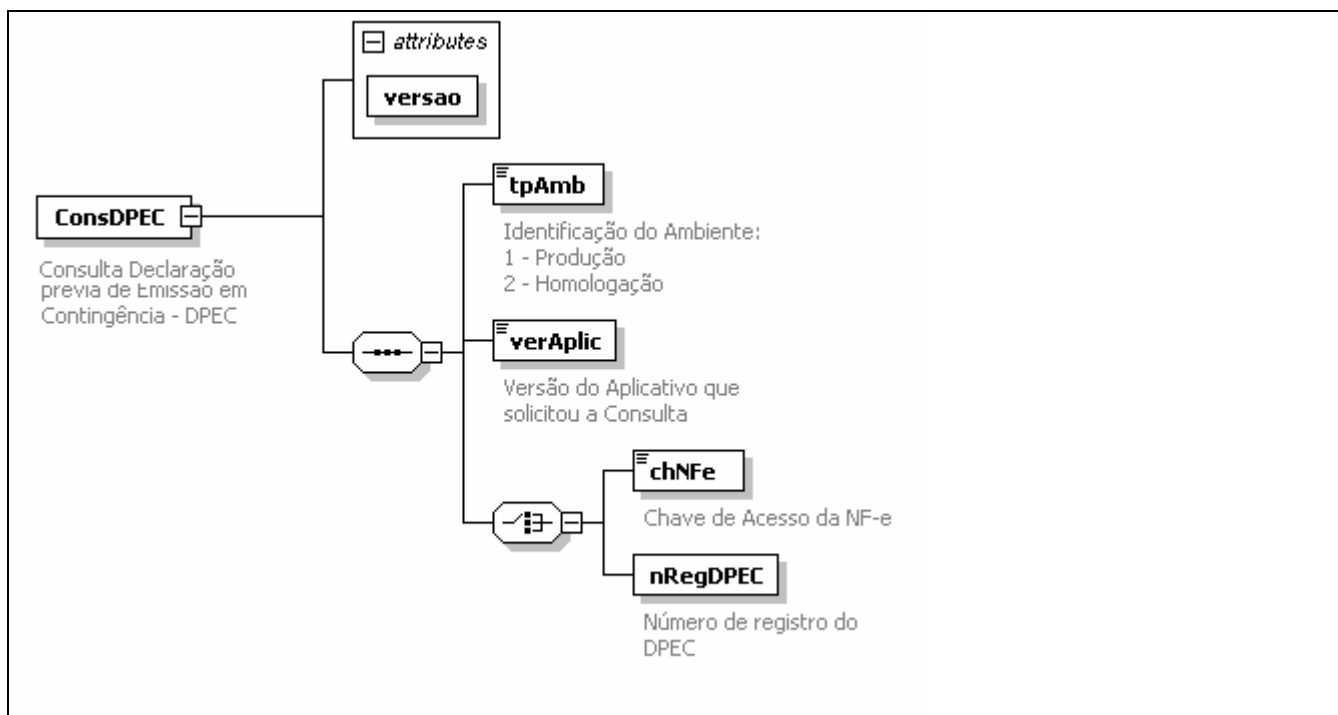 attributes
versao
tpAmb
Identificação do Ambiente:
1 - Produção
2 - Homologação
ConsDPEC
Consulta Declaração
previa de Emissao em
Contingência - DPEC
verAplic
Versão do Aplicativo que
solicitou a Consulta
chNFe
Chave de Acesso da NF-e
nRegDPEC
Número de registro do
DPEC